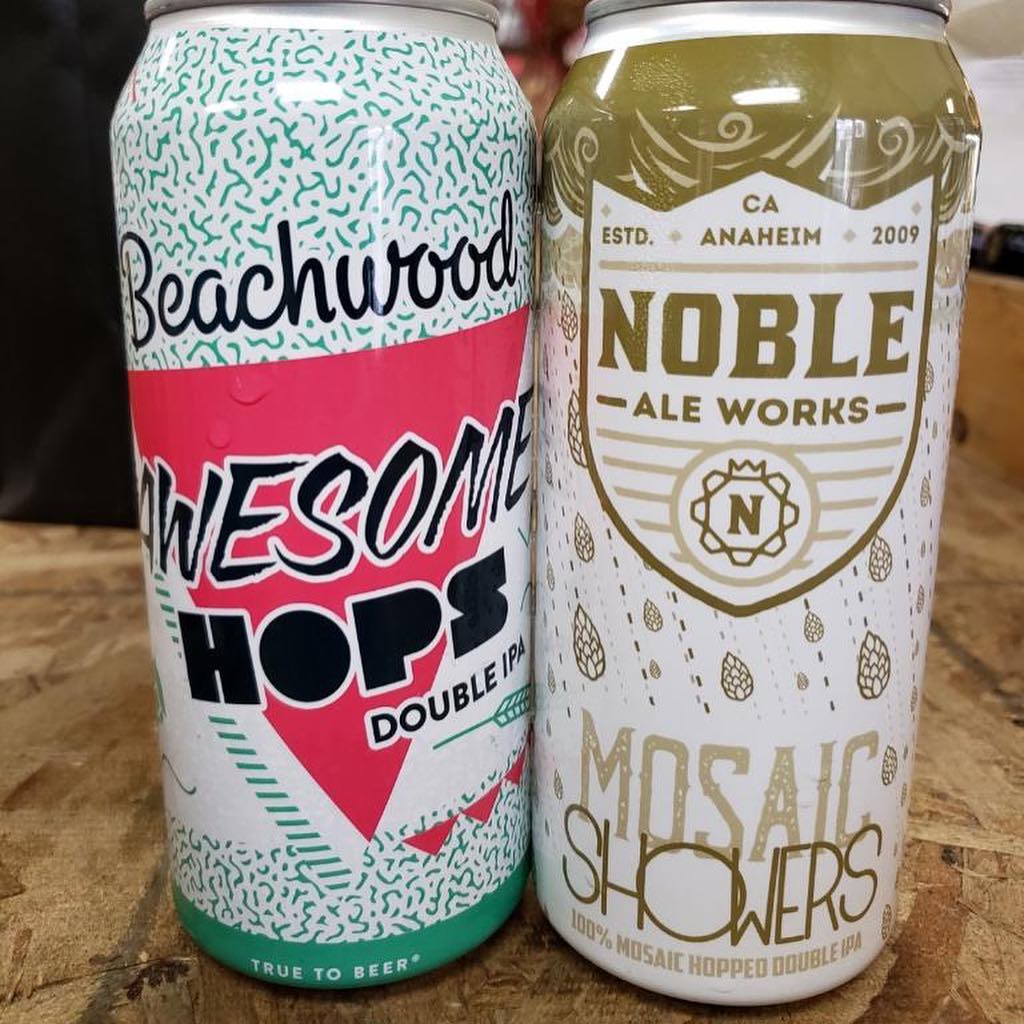 Beachwood
AWESOME
HOPS
DOUBLE IPA
TRUE TO BEER®
CA
ESTD. ANAHEIM 2009
NOBLE
ALE WORKS
N
MOSAIC
SHOWERS
100% MOSAIC HOPPED DOUBLE IPA